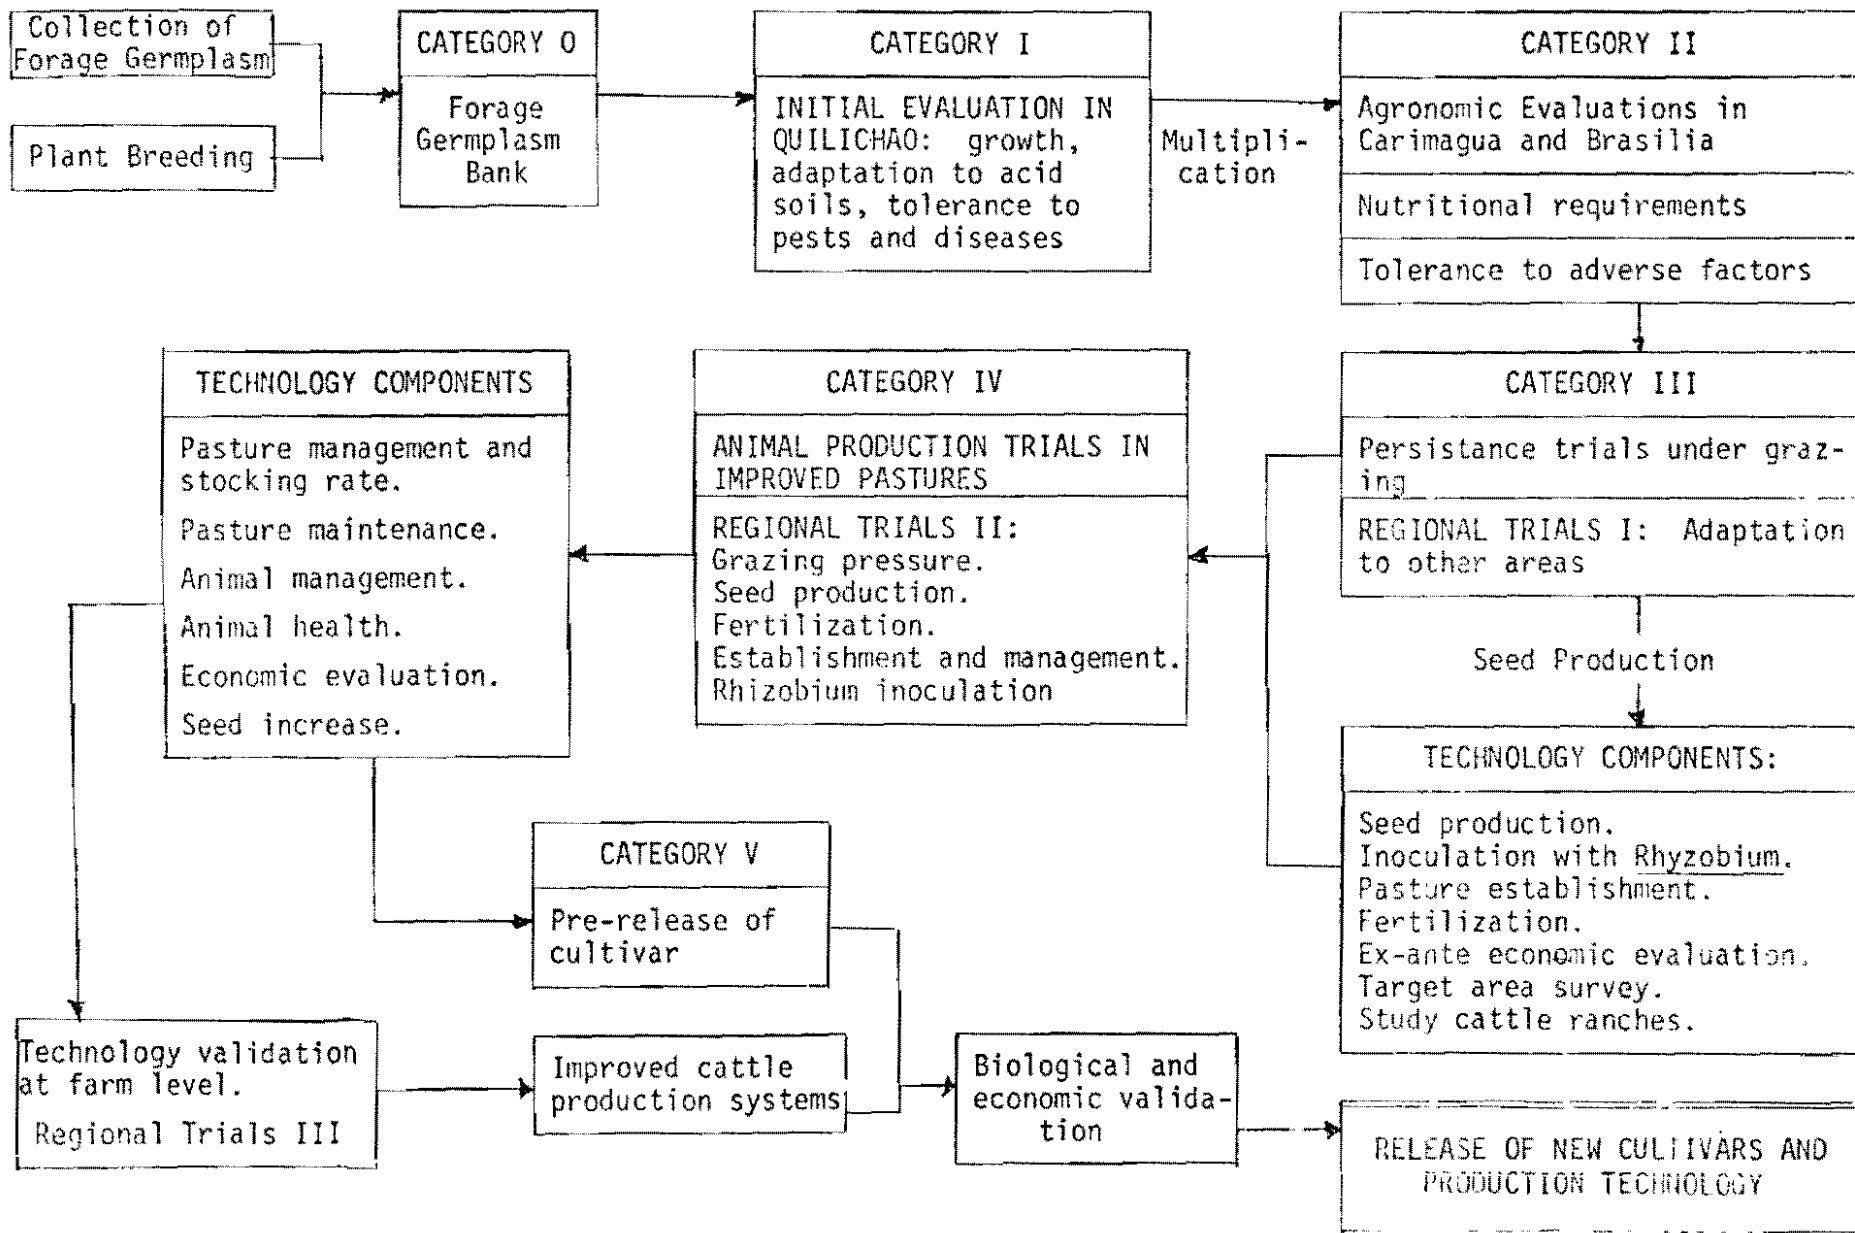 Collection of
Forage Germplasm
Plant Breeding
CATEGORY O
Forage
Germplasm
Bank
CATEGORY I
INITIAL EVALUATION IN
QUILICHAO: growth,
adaptation to acid
soils, tolerance to
pests and diseases
Multipli-
cation
CATEGORY II
Agronomic Evaluations in
Carimagua and Brasilia
Nutritional requirements
Tolerance to adverse factors
CATEGORY III
Persistance trials under graz-
ing
REGIONAL TRIALS I: Adaptation
to other areas
Seed Production
TECHNOLOGY COMPONENTS:
Seed production.
Inoculation with Rhyzobium.
Pasture establishment.
Fertilization.
Ex-ante economic evaluation.
Target area survey.
Study cattle ranches.
CATEGORY IV
ANIMAL PRODUCTION TRIALS IN
IMPROVED PASTURES
REGIONAL TRIALS II:
Grazing pressure.
Seed production.
Fertilization.
Establishment and management.
Rhizobium inoculation
TECHNOLOGY COMPONENTS
Pasture management and
stocking rate.
Pasture maintenance.
Animal management.
Animal health.
Economic evaluation.
Seed increase.
CATEGORY V
Pre-release of
cultivar
Technology validation
at farm level.
Regional Trials III
Improved cattle
production systems
Biological and
economic valida-
tion
RELEASE OF NEW CULTIVARS AND
PRODUCTION TECHNOLOGY